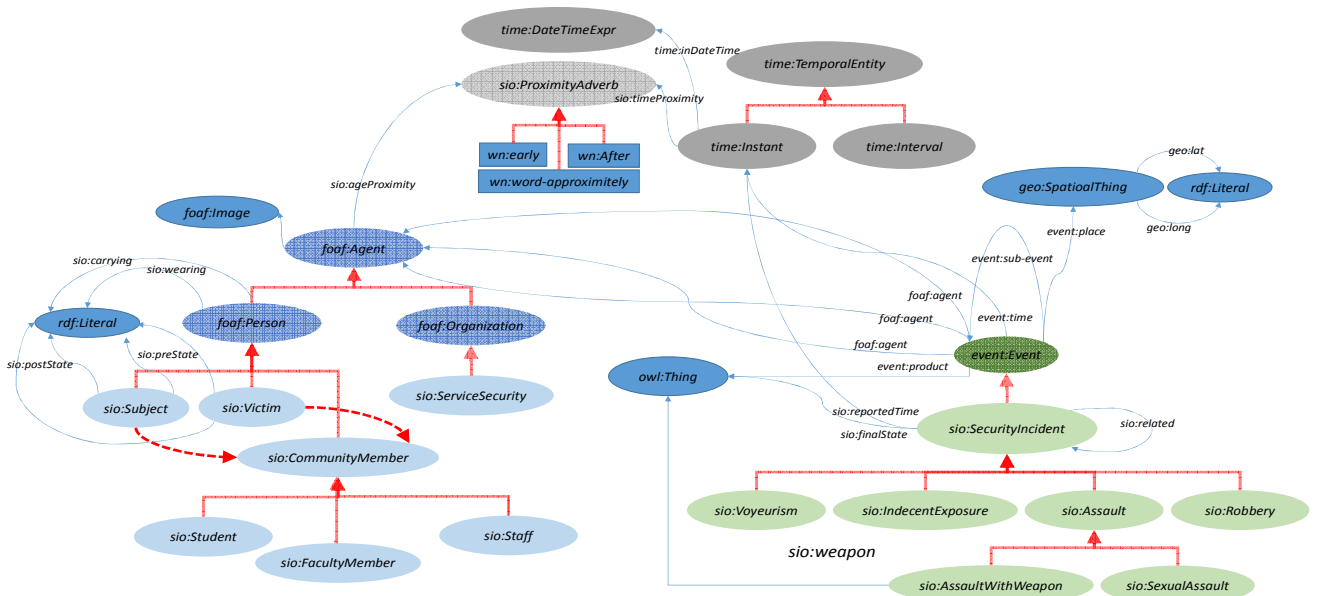 time:DateTimeExpr
time:inDateTime
time:TemporalEntity
sio:ProximityAdverb
sio:timeProximity
time:Instant
time:Interval
wn:early
wn:After
wn:word-approximitely
geo:lat
geo:SpatioalThing
rdf:Literal
geo:long
sio:ageProximity
foaf:Image
foaf:Agent
event:place
event:sub-event
sio:carrying
sio:wearing
foaf:agent
event:time
foaf:agent
rdf:Literal
foaf:Person
foaf:Organization
foaf:agent
event:Event
sio:postState
sio:preState
event:product
owl:Thing
sio:ServiceSecurity
sio:Subject
sio:Victim
sio:reportedTime
sio:finalState
sio:SecurityIncident
sio:related
sio:CommunityMember
sio:Voyeurism
sio:IndecentExposure
sio:Assault
sio:Robbery
sio:Student
sio:Staff
sio:FacultyMember
sio:weapon
sio:AssaultWithWeapon
sio:SexualAssault